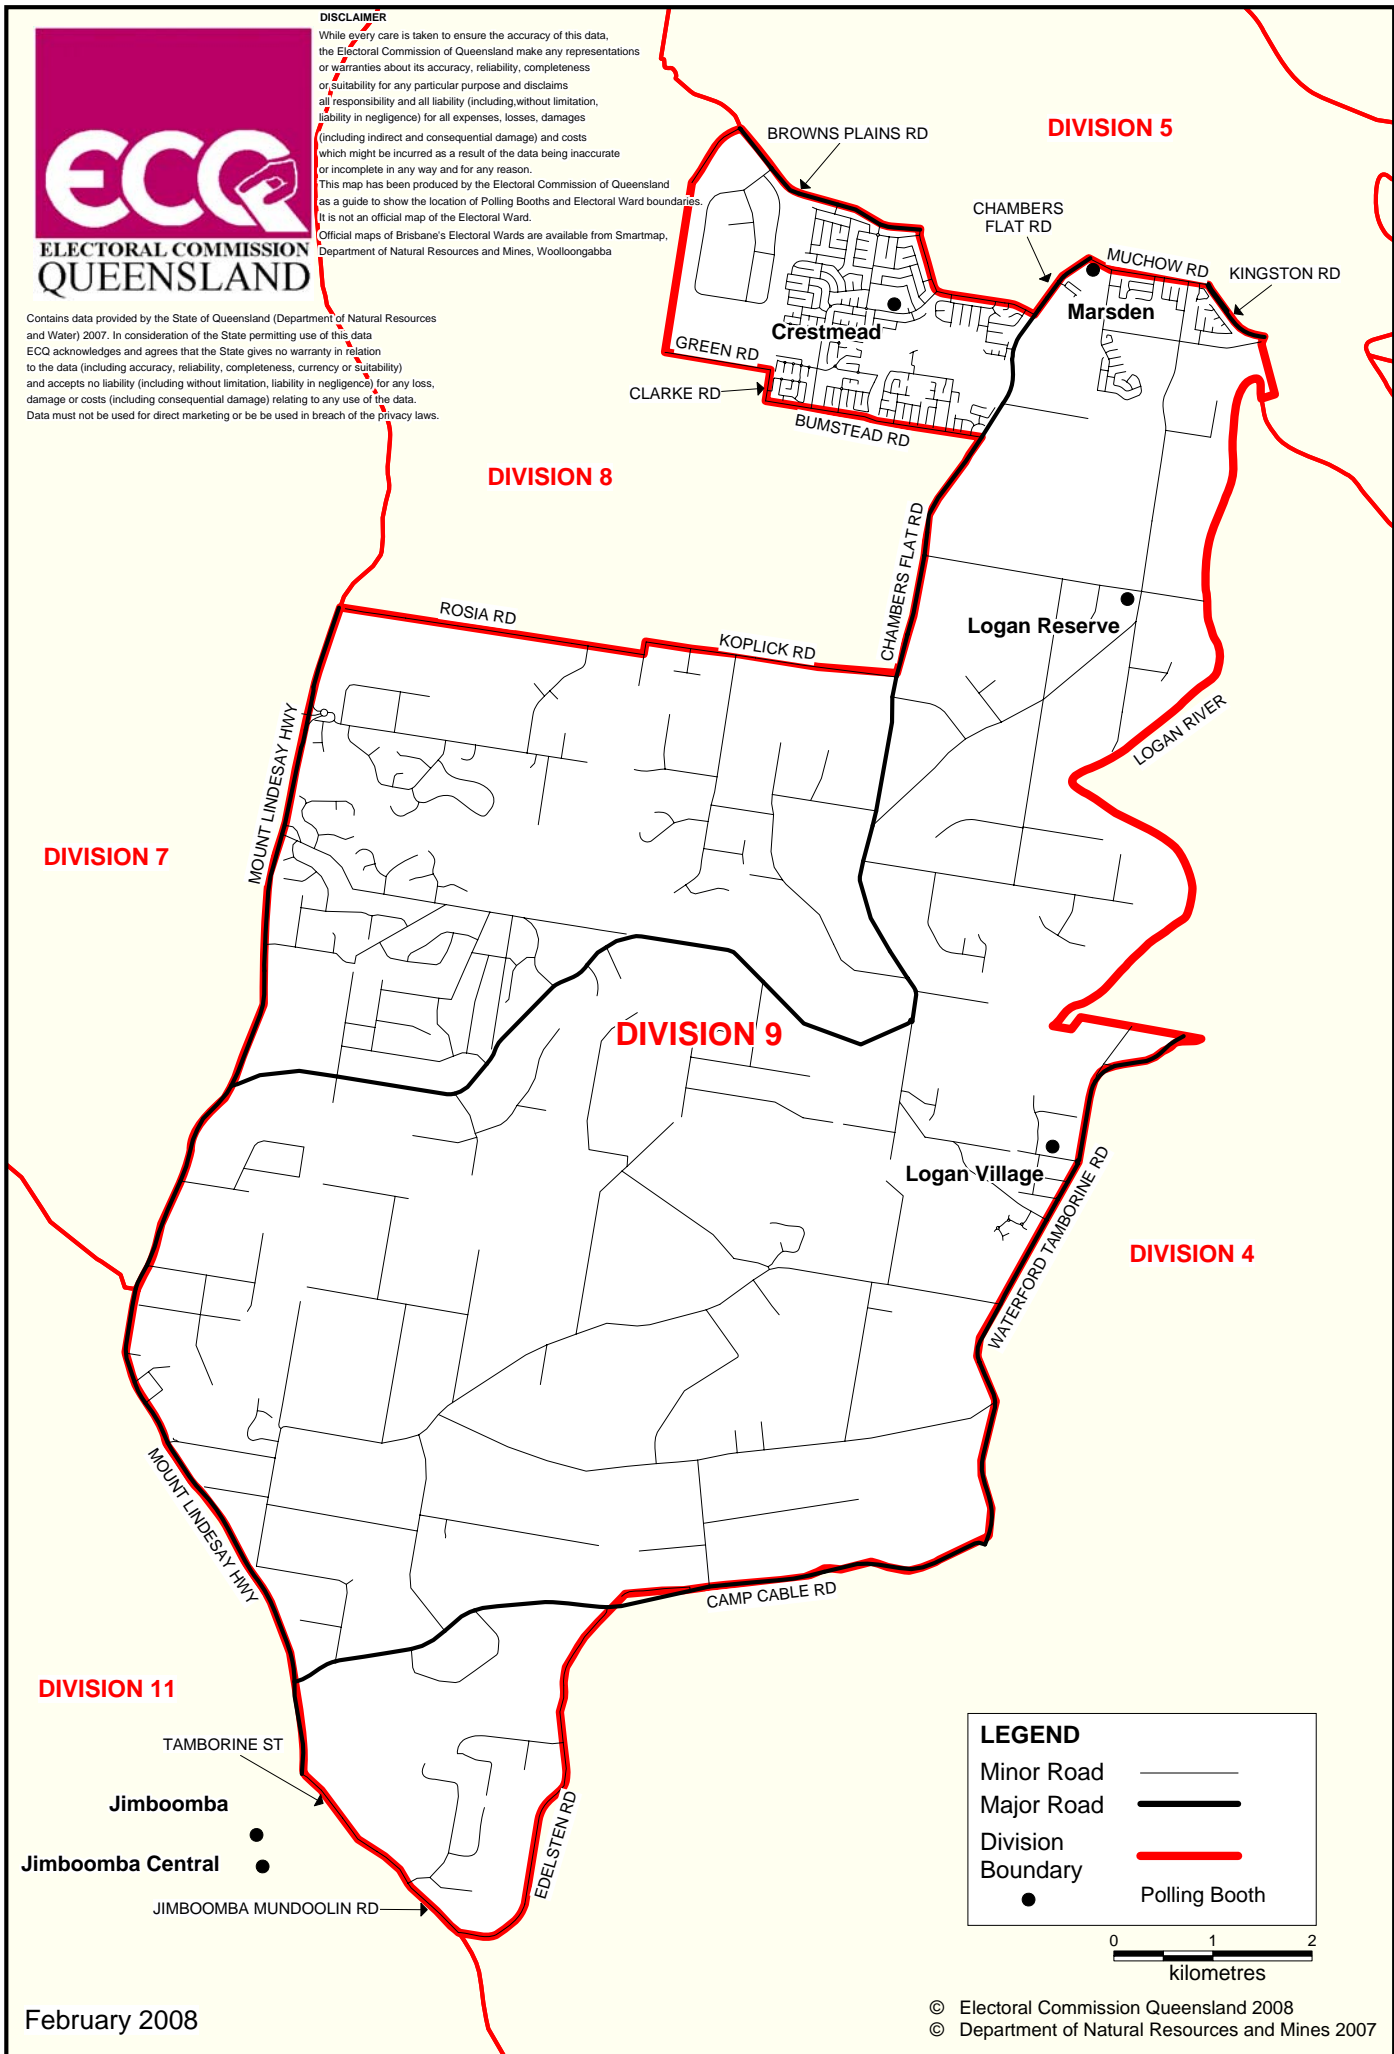 DISCLAIMER
While every care is taken to ensure the accuracy of this data,
the Electoral Commission of Queensland make any representations
or warranties about its accuracy, reliability, completeness
or suitability for any particular purpose and disclaims
all responsibility and all liability (including,without limitation,
liability in negligence) for all expenses, losses, damages
(including indirect and consequential damage) and costs
which might be incurred as a result of the data being inaccurate
or incomplete in any way and for any reason.
This map has been produced by the Electoral Commission of Queensland
as a guide to show the location of Polling Booths and Electoral Ward boundaries.
It is not an official map of the Electoral Ward.
Official maps of Brisbane's Electoral Wards are available from Smartmap,
Department of Natural Resources and Mines, Woolloongabba
ECQ
ELECTORAL COMMISSION
QUEENSLAND
Contains data provided by the State of Queensland (Department of Natural Resources
and Water) 2007. In consideration of the State permitting use of this data
ECQ acknowledges and agrees that the State gives no warranty in relation
to the data (including accuracy, reliability, completeness, currency or suitability)
and accepts no liability (including without limitation, liability in negligence) for any loss,
damage or costs (including consequential damage) relating to any use of the data.
Data must not be used for direct marketing or be be used in breach of the privacy laws.
BROWNS PLAINS RD
DIVISION 5
CHAMBERS
FLAT RD
MUCHOW RD
KINGSTON RD
Marsden
Crestmead
GREEN RD
CLARKE RD
BUMSTEAD RD
DIVISION 8
CHAMBERS FLAT RD
ROSIA RD
KOPLICK RD
Logan Reserve
LOGAN RIVER
MOUNT LINDESAY HWY
DIVISION 7
DIVISION 9
Logan Village
WATERFORD TAMBORINE RD
DIVISION 4
MOUNT LINDESAY HWY
CAMP CABLE RD
DIVISION 11
TAMBORINE ST
Jimboomba
Jimboomba Central
EDELSTEN RD
JIMBOOMBA MUNDOOLIN RD
LEGEND
Minor Road
Major Road
Division
Boundary
Polling Booth
0 1 2
kilometres
February 2008
© Electoral Commission Queensland 2008
© Department of Natural Resources and Mines 2007